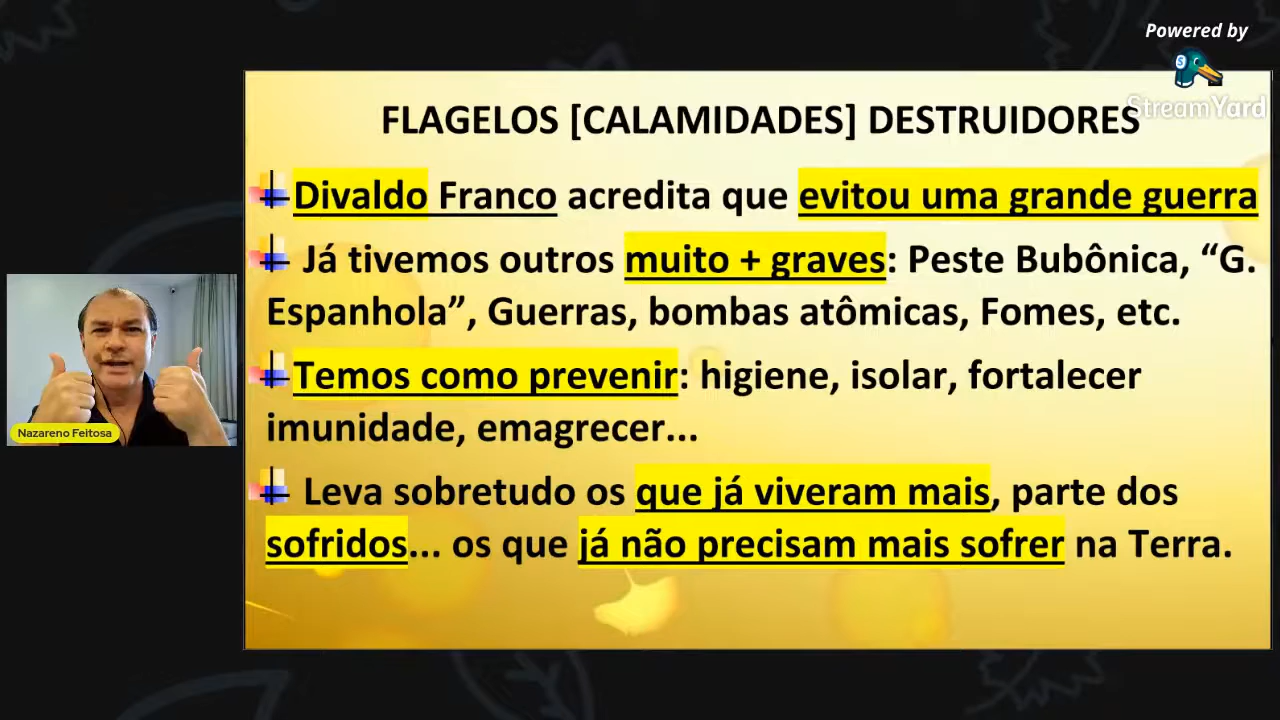 Powered by
StreamYard
FLAGELOS [CALAMIDADES] DESTRUIDORES
Divaldo Franco acredita que evitou uma grande guerra
Já tivemos outros muito + graves: Peste Bubônica, “G.
Espanhola”, Guerras, bombas atômicas, Fomes, etc.
Temos como prevenir: higiene, isolar, fortalecer
imunidade, emagrecer...
Leva sobretudo os que já viveram mais, parte dos
sofridos... os que já não precisam mais sofrer na Terra.
Nazareno Feitosa